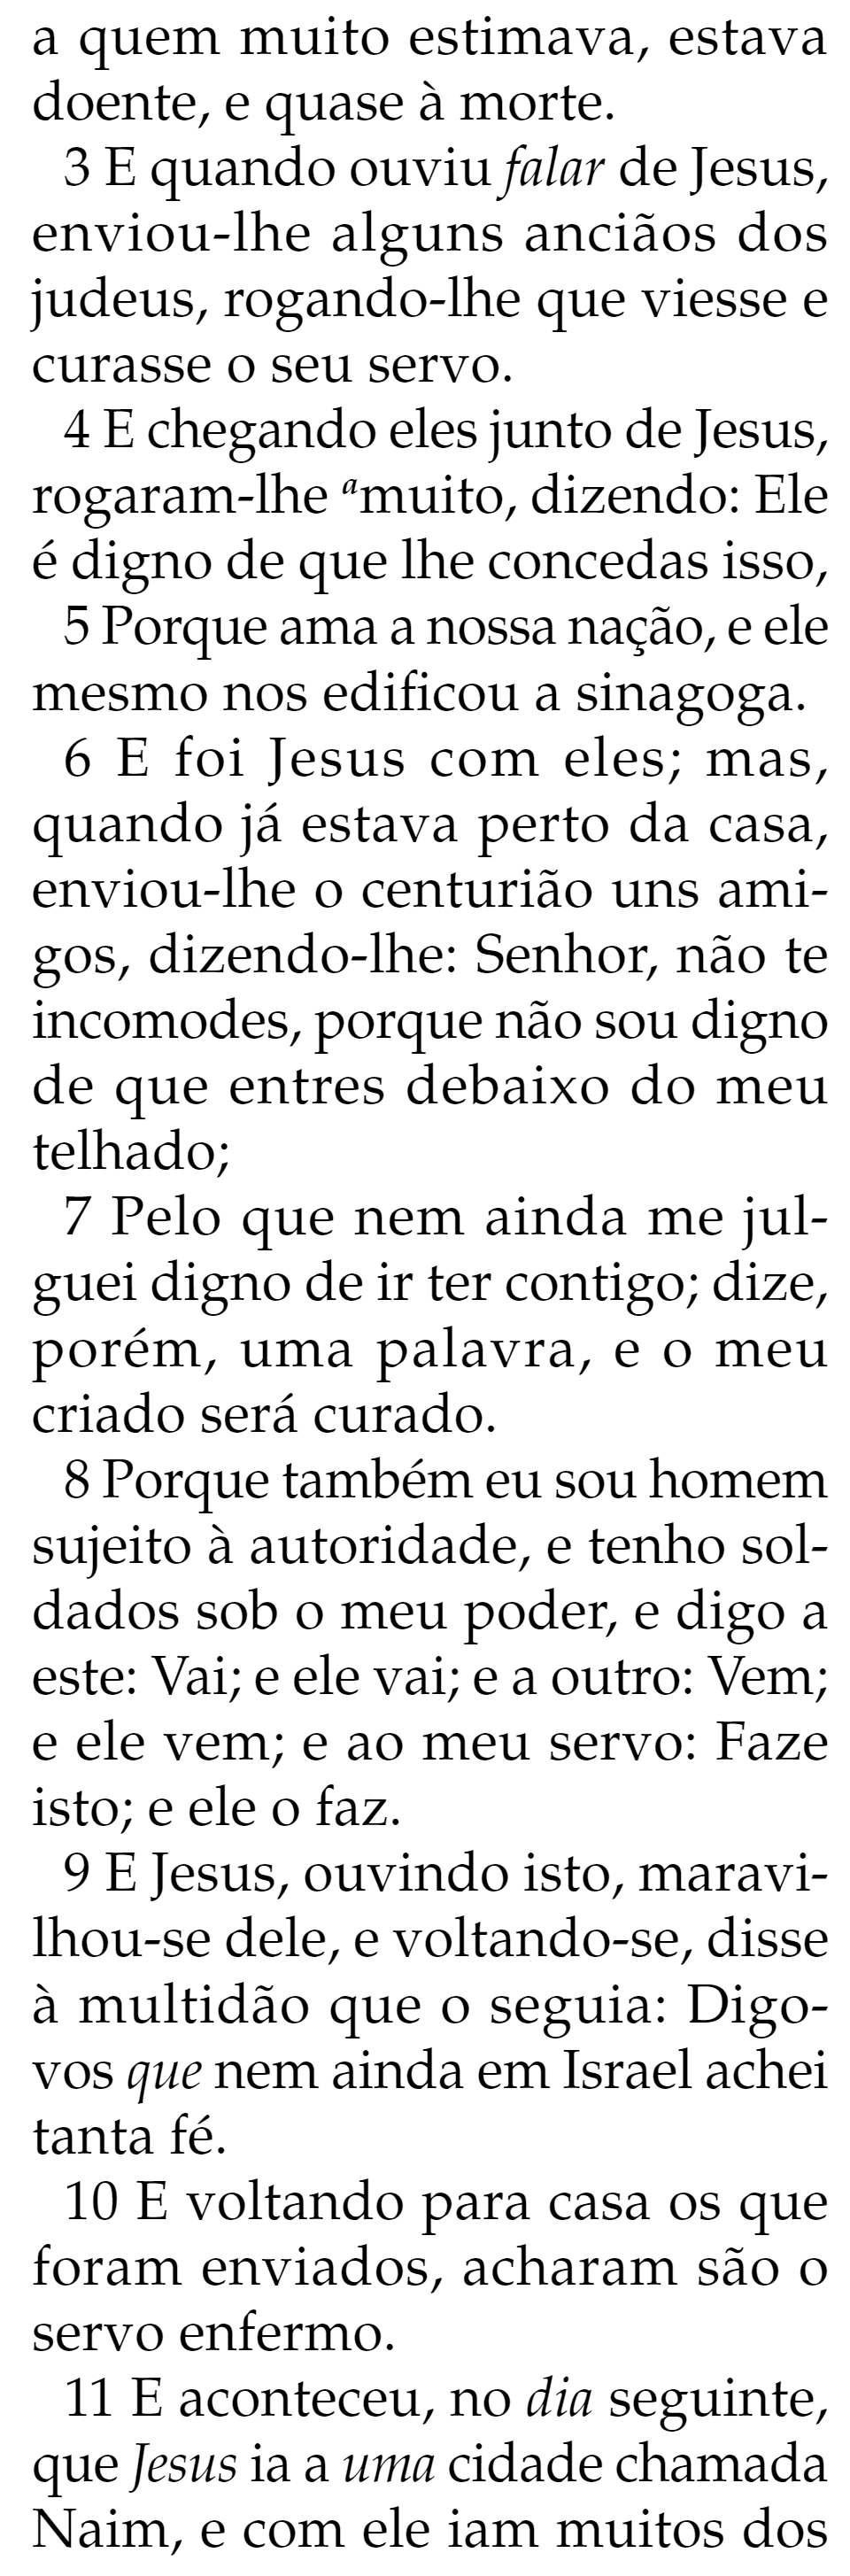 a quem muito estimava, estava
doente, e quase à morte.
3 E quando ouviu falar de Jesus,
enviou-lhe alguns anciãos dos
judeus, rogando-lhe que viesse e
curasse o seu servo.
4 E chegando eles junto de Jesus,
rogaram-lhe ᵃmuito, dizendo: Ele
é digno de que lhe concedas isso,
5 Porque ama a nossa nação, e ele
mesmo nos edificou a sinagoga.
6 E foi Jesus com eles; mas,
quando já estava perto da casa,
enviou-lhe o centurião uns ami-
gos, dizendo-lhe: Senhor, não te
incomodes, porque não sou digno
de que entres debaixo do meu
telhado;
7 Pelo que nem ainda me jul-
guei digno de ir ter contigo; dize,
porém, uma palavra, e o meu
criado será curado.
8 Porque também eu sou homem
sujeito à autoridade, e tenho sol-
dados sob o meu poder, e digo a
este: Vai; e ele vai; e a outro: Vem;
e ele vem; e ao meu servo: Faze
isto; e ele o faz.
9 E Jesus, ouvindo isto, maravi-
lhou-se dele, e voltando-se, disse
à multidão que o seguia: Digo-
vos que nem ainda em Israel achei
tanta fé.
10 E voltando para casa os que
foram enviados, acharam são o
servo enfermo.
11 E aconteceu, no dia seguinte,
que Jesus ia a uma cidade chamada
Naim, e com ele iam muitos dos